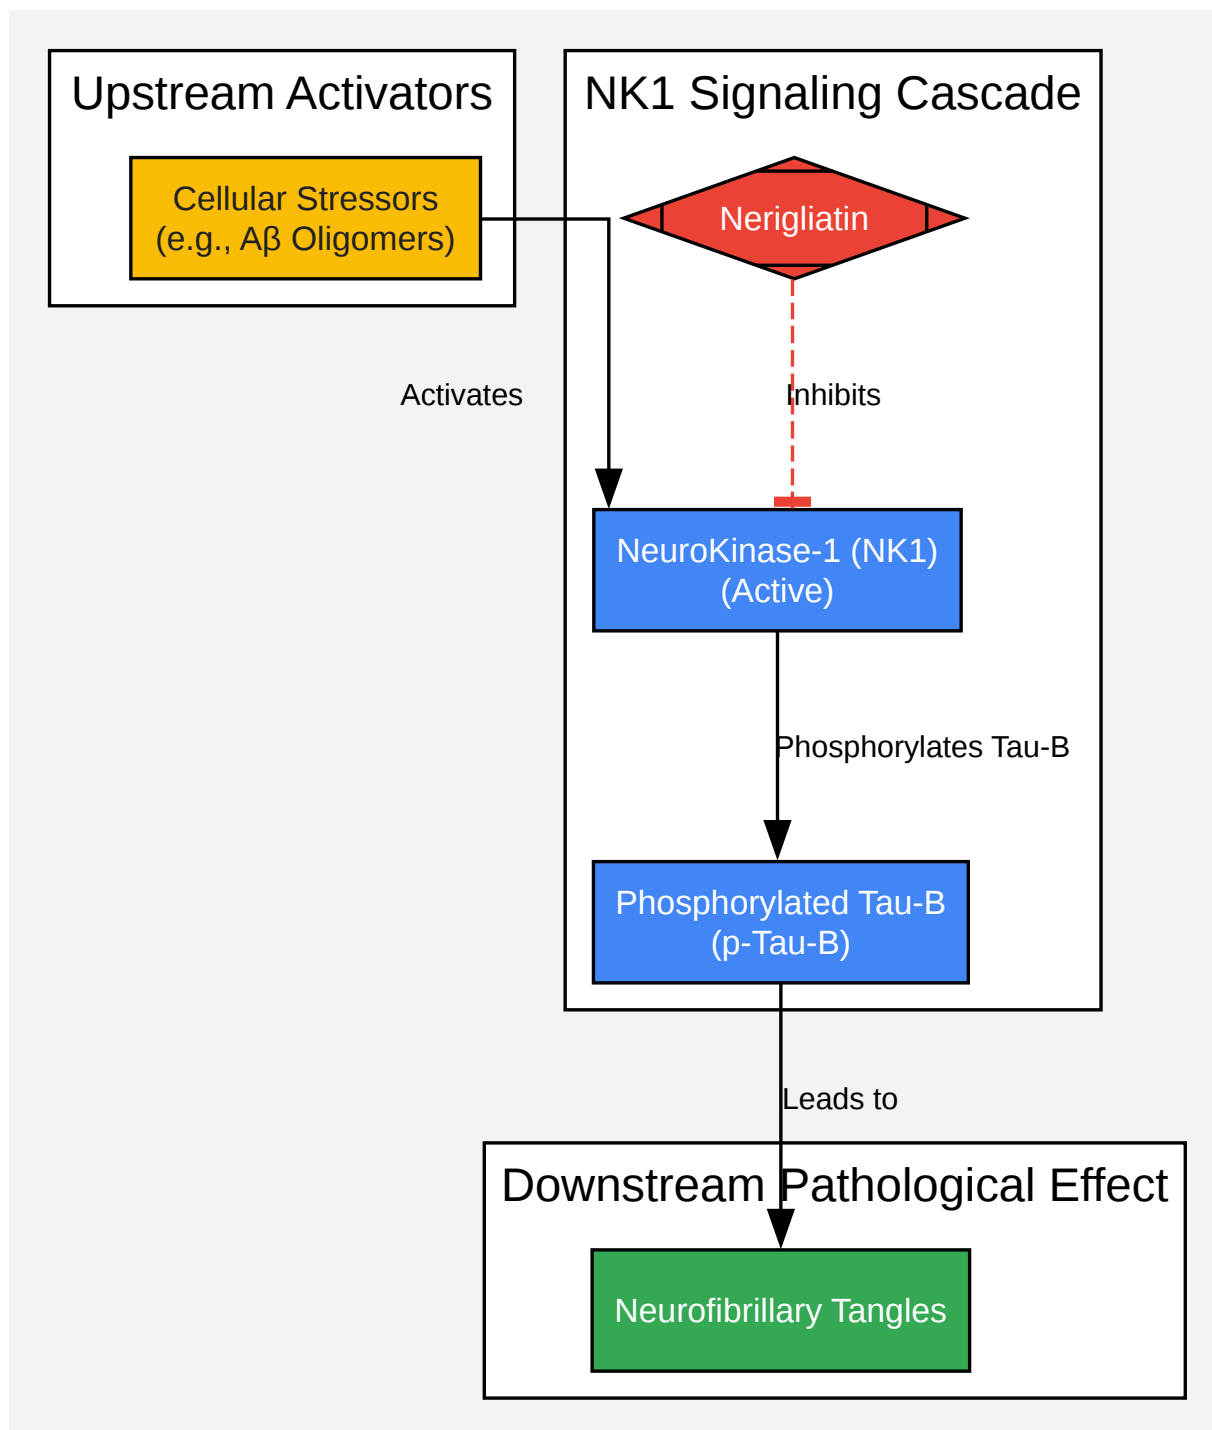 Upstream Activators
Cellular Stressors
(e.g., Aβ Oligomers)
NK1 Signaling Cascade
Nerigliatin
Activates
Inhibits
NeuroKinase-1 (NK1)
(Active)
Phosphorylates Tau-B
Phosphorylated Tau-B
(p-Tau-B)
Leads to
Downstream Pathological Effect
Neurofibrillary Tangles